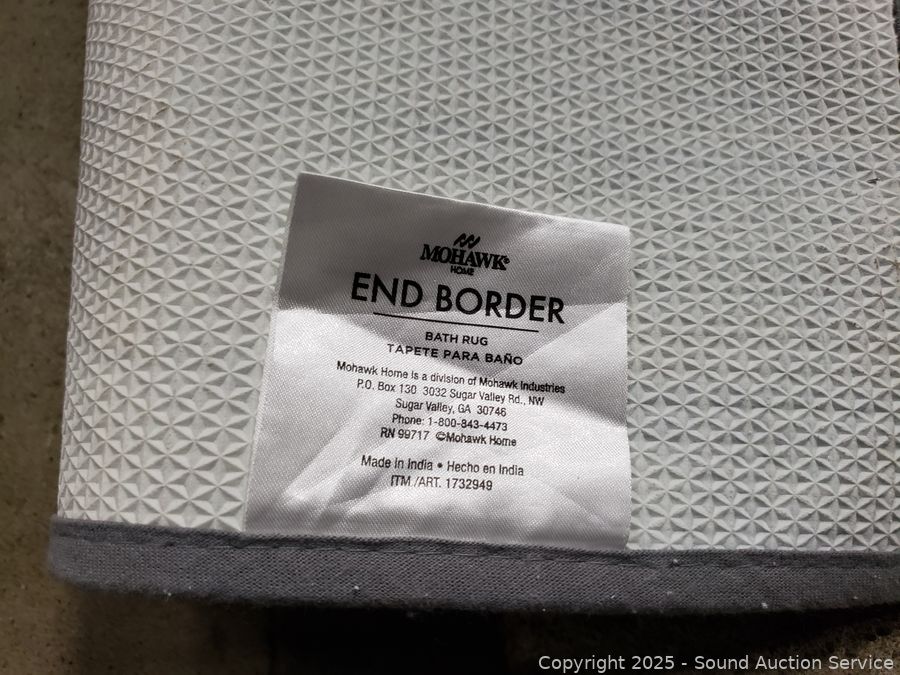 MOHAWK®
HOME
END BORDER
BATH RUG
TAPETE PARA BAÑO
Mohawk Home is a division of Mohawk Industries
P.O. Box 130 3032 Sugar Valley Rd., NW
Sugar Valley, GA 30746
Phone: 1-800-843-4473
RN 99717 ©Mohawk Home
Made in India • Hecho en India
ITM./ART. 1732949
Copyright 2025 - Sound Auction Service